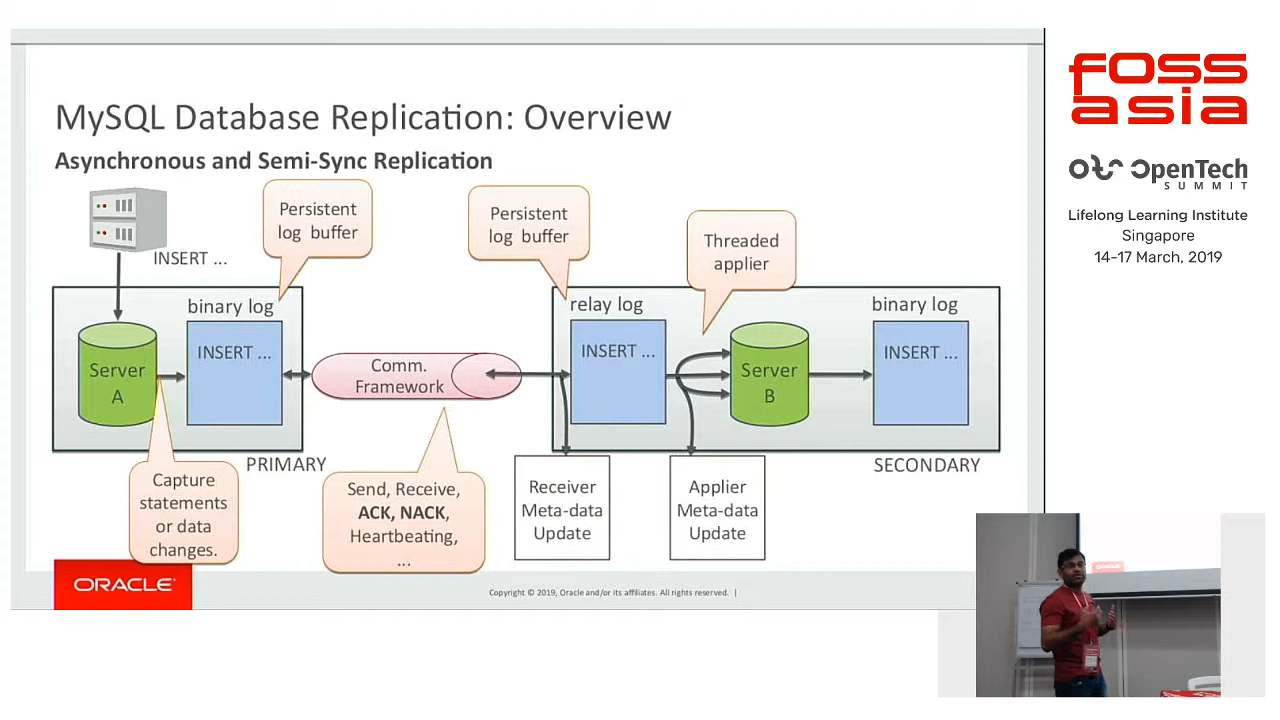 MySQL Database Replication: Overview
Asynchronous and Semi-Sync Replication
Persistent
log buffer
Persistent
log buffer
Threaded
applier
INSERT ...
binary log
INSERT ...
relay log
INSERT ...
binary log
INSERT ...
Server
A
Comm.
Framework
Server
B
PRIMARY
SECONDARY
Capture
statements
or data
changes.
Send, Receive,
ACK, NACK,
Heartbeating,
...
Receiver
Meta-data
Update
Applier
Meta-data
Update
ORACLE
Copyright © 2019, Oracle and/or its affiliates. All rights reserved. |
FOSS
asia
OpenTech
SUMMIT
Lifelong Learning Institute
Singapore
14-17 March, 2019
ORACLE